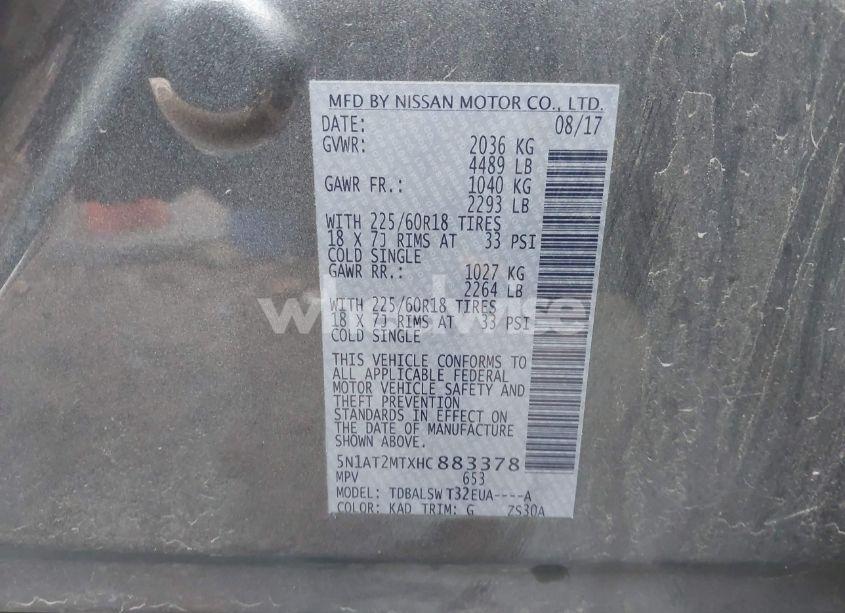 MFD BY NISSAN MOTOR CO., LTD.
DATE: 08/17
GVWR: 2036 KG
4489 LB
GAWR FR.: 1040 KG
2293 LB
WITH 225/60R18 TIRES
18 X 7J RIMS AT 33 PSI
COLD SINGLE
GAWR RR.: 1027 KG
2264 LB
WITH 225/60R18 TIRES
18 X 7J RIMS AT 33 PSI
COLD SINGLE
THIS VEHICLE CONFORMS TO
ALL APPLICABLE FEDERAL
MOTOR VEHICLE SAFETY AND
THEFT PREVENTION
STANDARDS IN EFFECT ON
THE DATE OF MANUFACTURE
SHOWN ABOVE.
5N1AT2MTXHC883378
MPV 653
MODEL: TDBALSW T32EUA----A
COLOR: KAD TRIM: G ZS30A